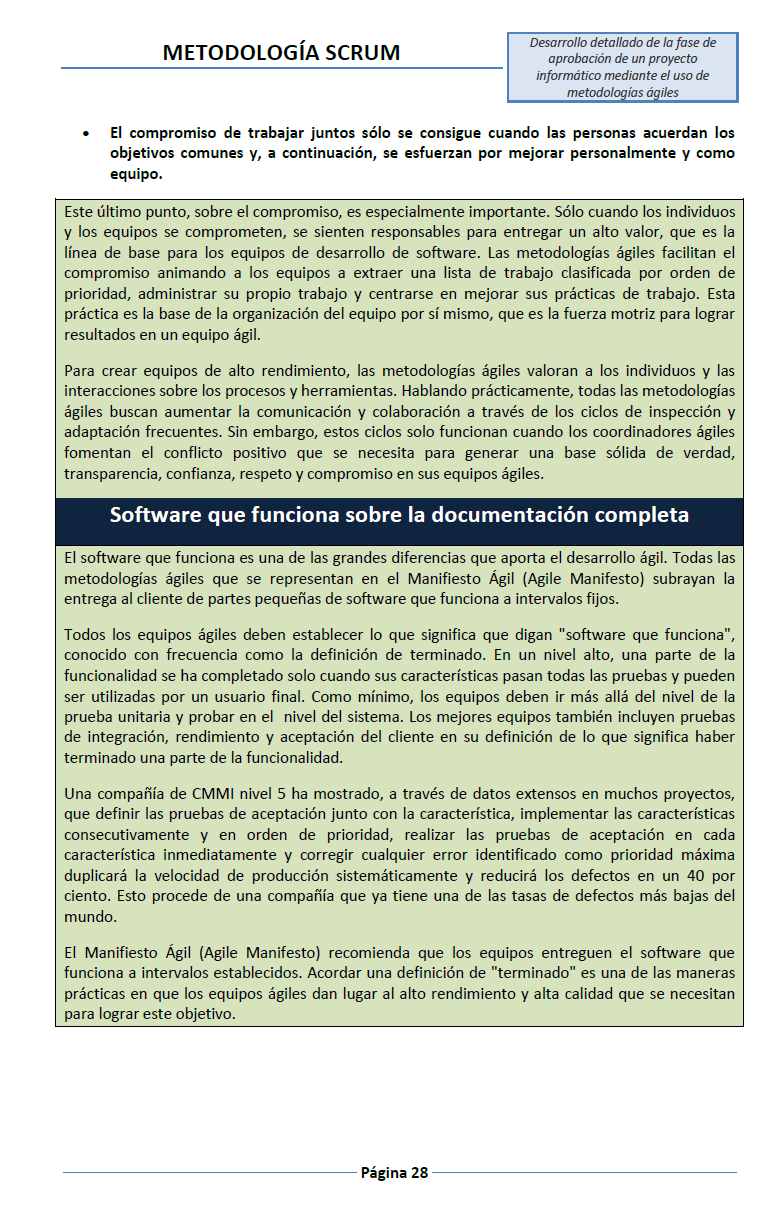 METODOLOGÍA SCRUM
Desarrollo detallado de la fase de
aprobación de un proyecto
informático mediante el uso de
metodologías ágiles
• El compromiso de trabajar juntos sólo se consigue cuando las personas acuerdan los
objetivos comunes y, a continuación, se esfuerzan por mejorar personalmente y como
equipo.
Este último punto, sobre el compromiso, es especialmente importante. Sólo cuando los individuos
y los equipos se comprometen, se sienten responsables para entregar un alto valor, que es la
línea de base para los equipos de desarrollo de software. Las metodologías ágiles facilitan el
compromiso animando a los equipos a extraer una lista de trabajo clasificada por orden de
prioridad, administrar su propio trabajo y centrarse en mejorar sus prácticas de trabajo. Esta
práctica es la base de la organización del equipo por sí mismo, que es la fuerza motriz para lograr
resultados en un equipo ágil.
Para crear equipos de alto rendimiento, las metodologías ágiles valoran a los individuos y las
interacciones sobre los procesos y herramientas. Hablando prácticamente, todas las metodologías
ágiles buscan aumentar la comunicación y colaboración a través de los ciclos de inspección y
adaptación frecuentes. Sin embargo, estos ciclos solo funcionan cuando los coordinadores ágiles
fomentan el conflicto positivo que se necesita para generar una base sólida de verdad,
transparencia, confianza, respeto y compromiso en sus equipos ágiles.
Software que funciona sobre la documentación completa
El software que funciona es una de las grandes diferencias que aporta el desarrollo ágil. Todas las
metodologías ágiles que se representan en el Manifiesto Ágil (Agile Manifesto) subrayan la
entrega al cliente de partes pequeñas de software que funciona a intervalos fijos.
Todos los equipos ágiles deben establecer lo que significa que digan "software que funciona",
conocido con frecuencia como la definición de terminado. En un nivel alto, una parte de la
funcionalidad se ha completado solo cuando sus características pasan todas las pruebas y pueden
ser utilizadas por un usuario final. Como mínimo, los equipos deben ir más allá del nivel de la
prueba unitaria y probar en el nivel del sistema. Los mejores equipos también incluyen pruebas
de integración, rendimiento y aceptación del cliente en su definición de lo que significa haber
terminado una parte de la funcionalidad.
Una compañía de CMMI nivel 5 ha mostrado, a través de datos extensos en muchos proyectos,
que definir las pruebas de aceptación junto con la característica, implementar las características
consecutivamente y en orden de prioridad, realizar las pruebas de aceptación en cada
característica inmediatamente y corregir cualquier error identificado como prioridad máxima
duplicará la velocidad de producción sistemáticamente y reducirá los defectos en un 40 por
ciento. Esto procede de una compañía que ya tiene una de las tasas de defectos más bajas del
mundo.
El Manifiesto Ágil (Agile Manifesto) recomienda que los equipos entreguen el software que
funciona a intervalos establecidos. Acordar una definición de "terminado" es una de las maneras
prácticas en que los equipos ágiles dan lugar al alto rendimiento y alta calidad que se necesitan
para lograr este objetivo.
Página 28